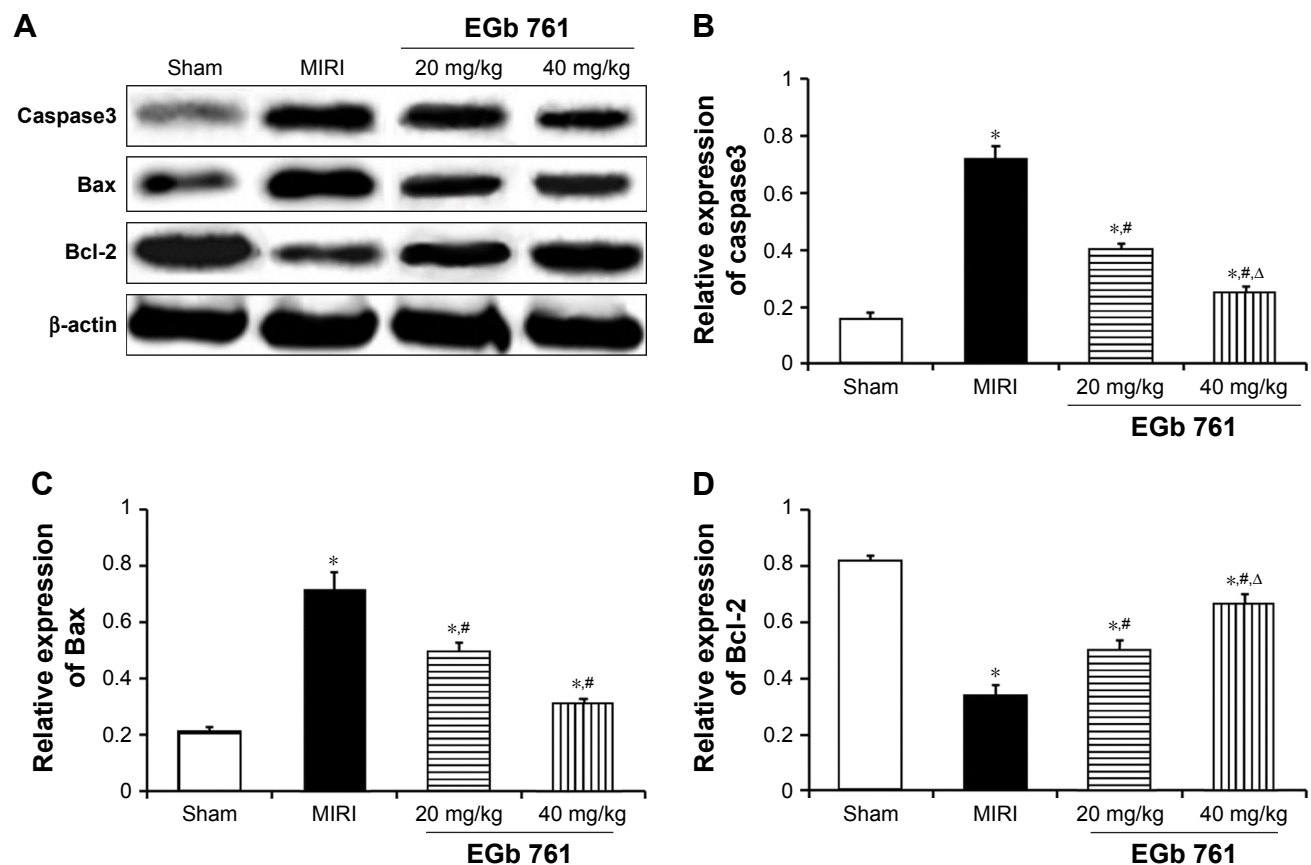 A
EGb 761
Sham MIRI 20 mg/kg 40 mg/kg
Caspase3
Bax
Bcl-2
β-actin
B
Relative expression
of caspase3
1
0.8
0.6
0.4
0.2
0
*
*,#
*,#,Δ
Sham MIRI 20 mg/kg 40 mg/kg
EGb 761
C
Relative expression
of Bax
1
0.8
0.6
0.4
0.2
0
*
*,#
*,#
Sham MIRI 20 mg/kg 40 mg/kg
EGb 761
D
Relative expression
of Bcl-2
1
0.8
0.6
0.4
0.2
0
*
*,#
*,#,Δ
Sham MIRI 20 mg/kg 40 mg/kg
EGb 761